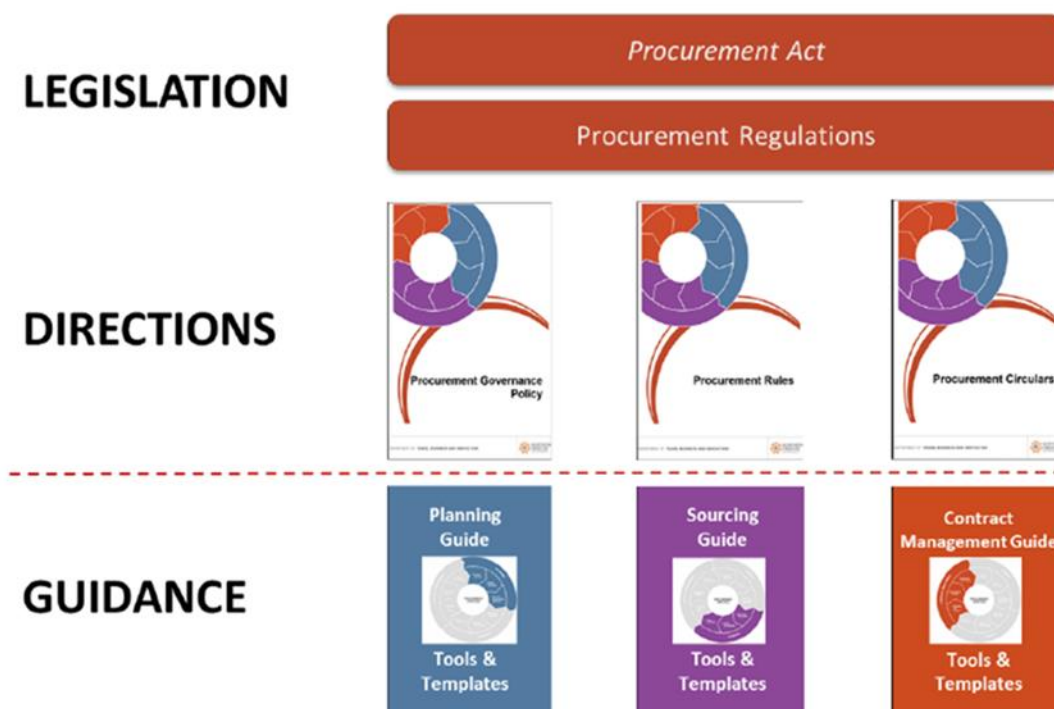 LEGISLATION
Procurement Act
Procurement Regulations
DIRECTIONS
Procurement Governance
Policy
Procurement Rules
Procurement Circulars
GUIDANCE
Planning
Guide
Tools &
Templates
Sourcing
Guide
Tools &
Templates
Contract
Management Guide
Tools &
Templates